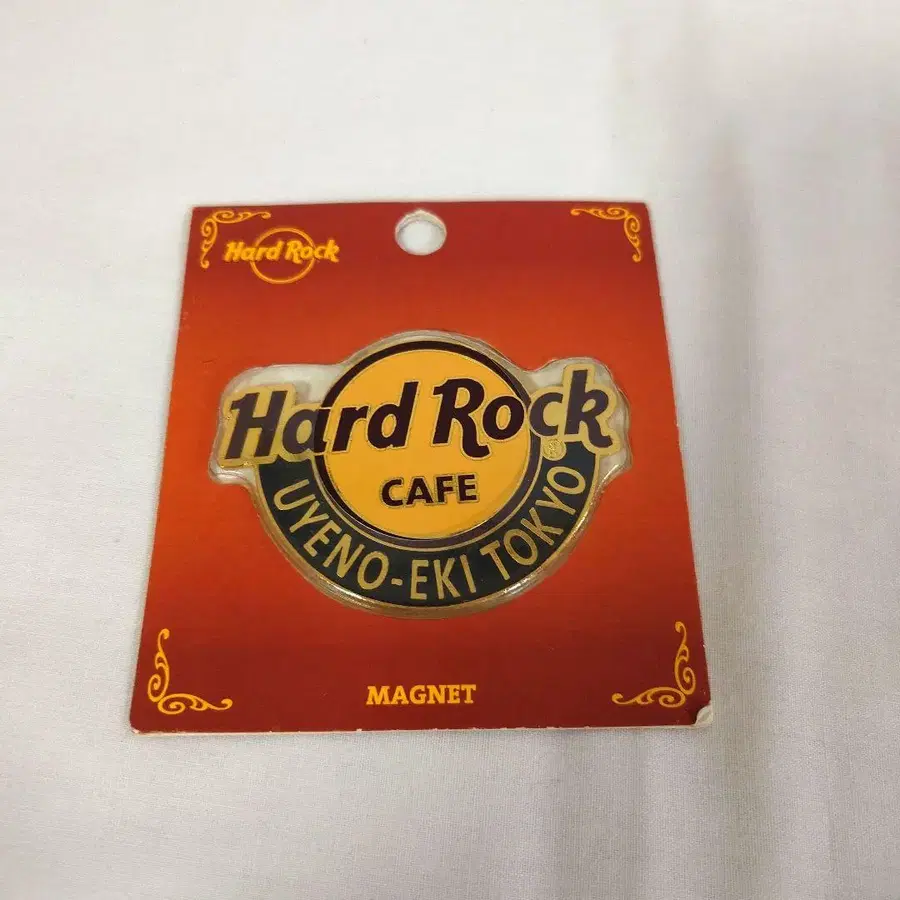 Hard Rock
Hard Rock
CAFE
UYENO-EKI TOKYO
MAGNET